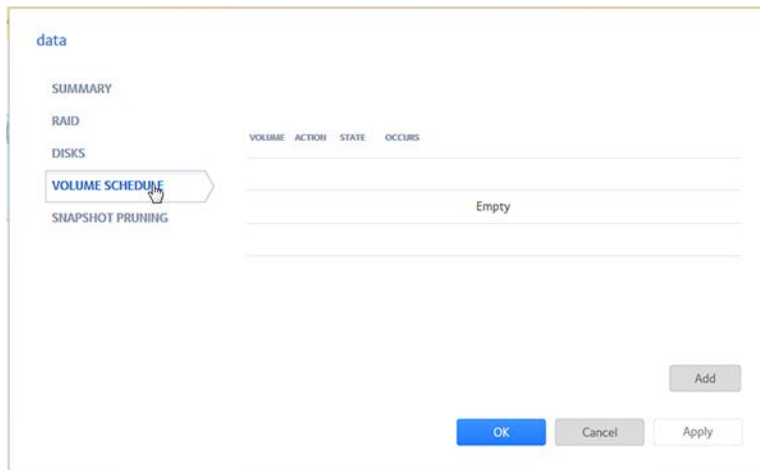 data
SUMMARY
RAID
DISKS
VOLUME SCHEDULE
SNAPSHOT PRUNING
VOLUME ACTION STATE OCCURS
Empty
Add
OK Cancel Apply